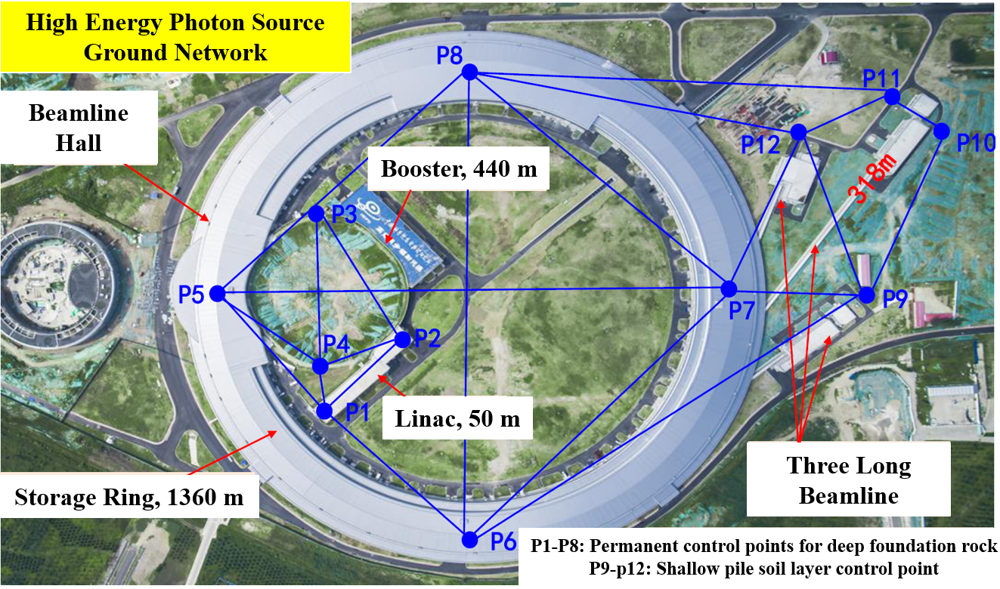 High Energy Photon Source
Ground Network
P8
P11
Beamline
Hall
P12
P10
Booster, 440 m
318m
P3
P5
P7
P9
P4
P2
P1
Linac, 50 m
Three Long
Beamline
Storage Ring, 1360 m
P6
P1-P8: Permanent control points for deep foundation rock
P9-p12: Shallow pile soil layer control point